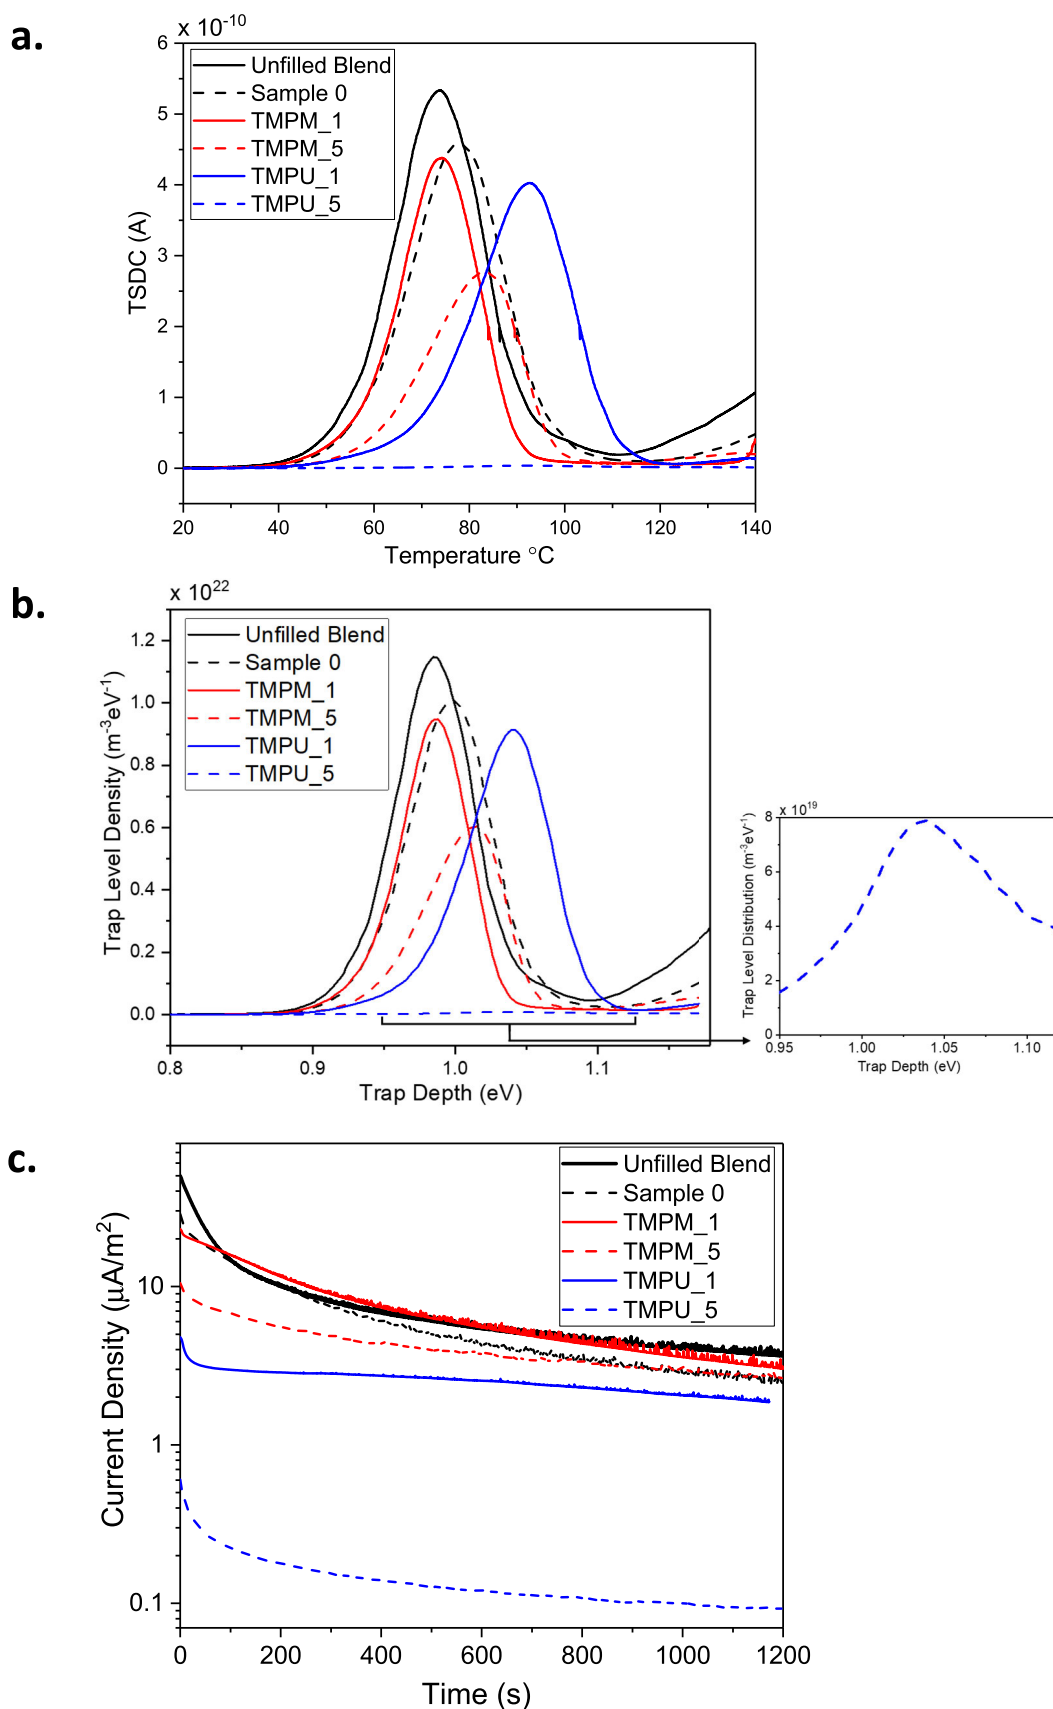 a.
x 10⁻¹⁰
6
5
4
3
2
1
0
TSDC (A)
Unfilled Blend
Sample 0
TMPM_1
TMPM_5
TMPU_1
TMPU_5
20 40 60 80 100 120 140
Temperature °C
b.
x 10²²
1.2
1.0
0.8
0.6
0.4
0.2
0.0
Trap Level Density (m⁻³eV⁻¹)
Unfilled Blend
Sample 0
TMPM_1
TMPM_5
TMPU_1
TMPU_5
0.8 0.9 1.0 1.1
Trap Depth (eV)
x 10¹⁹
8
6
4
2
0
Trap Level Distribution (m⁻³eV⁻¹)
0.95 1.00 1.05 1.10
Trap Depth (eV)
c.
10
1
0.1
Current Density (µA/m²)
Unfilled Blend
Sample 0
TMPM_1
TMPM_5
TMPU_1
TMPU_5
0 200 400 600 800 1000 1200
Time (s)